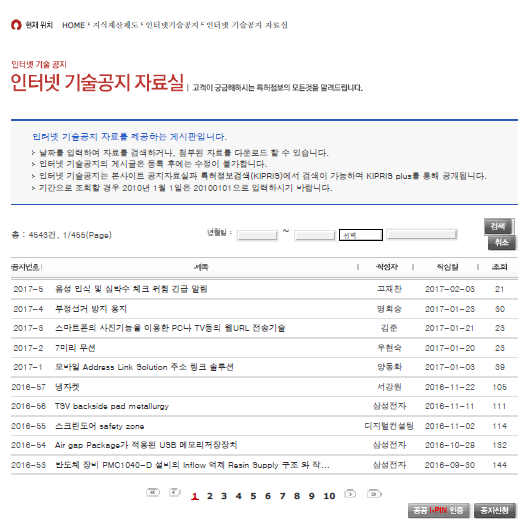 현재 위치 HOME 지식재산제도 인터넷기술공지 인터넷 기술공지 자료실
인터넷 기술 공지
인터넷 기술공지 자료실 | 고객이 궁금해하시는 특허정보의 모든것을 알려드립니다.
인터넷 기술공지 자료를 제공하는 게시판입니다.
> 날짜를 입력하여 자료를 검색하거나, 첨부된 자료를 다운로드 할 수 있습니다.
> 인터넷 기술공지의 게시글은 등록 후에는 수정이 불가합니다.
> 인터넷 기술공지는 본사이트 공지자료실과 특허정보검색(KIPRIS)에서 검색이 가능하며 KIPRIS plus를 통해 공개됩니다.
> 기간으로 조회할 경우 2010년 1월 1일은 20100101으로 입력하시기 바랍니다.
총 : 4543건, 1/455(Page) 년월일 : ~ 선택 검색
취소
공지번호 | 제목 | 작성자 | 작성일 | 조회
2017-5 음성 인식 및 심박수 체크 위험 긴급 알림 고재찬 2017-02-03 21
2017-4 부정선거 방지 용지 명희승 2017-01-23 30
2017-3 스마트폰의 사진기능을 이용한 PC나 TV등의 웹URL 전송기술 김준 2017-01-21 23
2017-2 7미리 우션 우현숙 2017-01-20 23
2017-1 모바일 Address Link Solution 주소 링크 솔루션 양동화 2017-01-03 39
2016-57 냉자켓 서강원 2016-11-22 105
2016-56 TSV backside pad metallurgy 삼성전자 2016-11-11 111
2016-55 스크린도어 safety zone 디지털컨설팅 2016-11-02 114
2016-54 Air gap Package가 적용된 USB 메모리저장장치 삼성전자 2016-10-28 132
2016-53 반도체 장비 PMC1040-D 설비의 Inflow 억제 Resin Supply 구조 와 작... 삼성전자 2016-09-30 144
1 2 3 4 5 6 7 8 9 10
공공 I-PIN 인증 공지신청